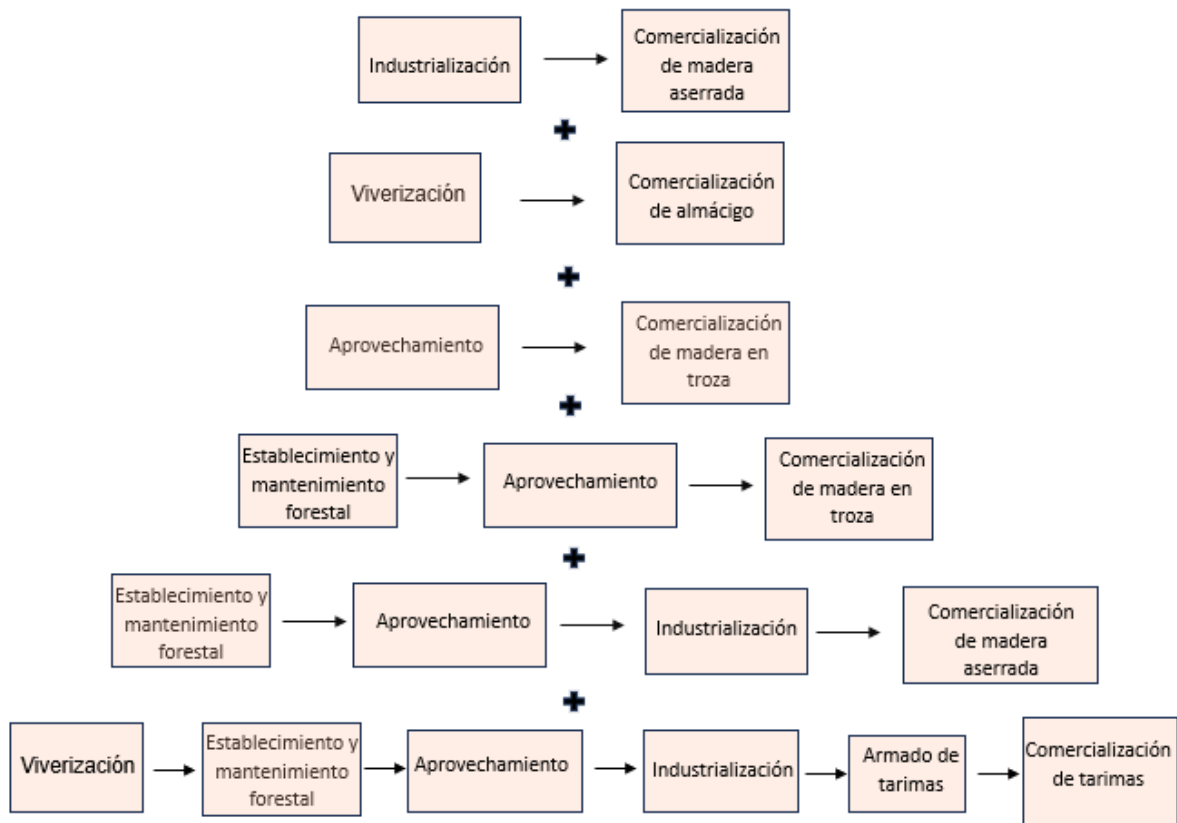 Industrialización
Comercialización
de madera
aserrada
Viverización
Comercialización
de almácigo
Aprovechamiento
Comercialización
de madera en
troza
Establecimiento y
mantenimiento
forestal
Aprovechamiento
Comercialización
de madera en
troza
Establecimiento y
mantenimiento
forestal
Aprovechamiento
Industrialización
Comercialización
de madera
aserrada
Viverización
Establecimiento y
mantenimiento
forestal
Aprovechamiento
Industrialización
Armado de
tarimas
Comercialización
de tarimas